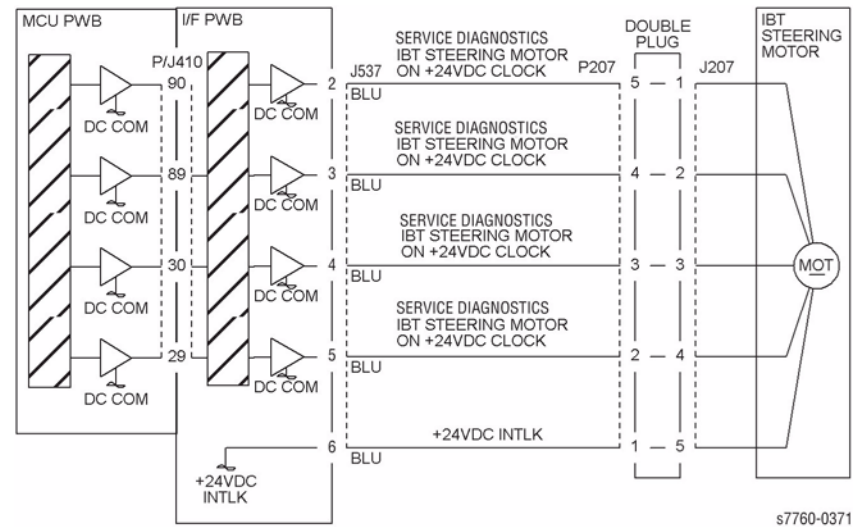 MCU PWB
I/F PWB
P/J410
J537
SERVICE DIAGNOSTICS
IBT STEERING MOTOR
ON +24VDC CLOCK
P207
DOUBLE
PLUG
J207
IBT
STEERING
MOTOR
90
2
BLU
5
1
DC COM
DC COM
SERVICE DIAGNOSTICS
IBT STEERING MOTOR
ON +24VDC CLOCK
89
3
BLU
4
2
DC COM
DC COM
SERVICE DIAGNOSTICS
IBT STEERING MOTOR
ON +24VDC CLOCK
30
4
BLU
3
3
MOT
DC COM
DC COM
SERVICE DIAGNOSTICS
IBT STEERING MOTOR
ON +24VDC CLOCK
29
5
BLU
2
4
DC COM
DC COM
+24VDC INTLK
6
BLU
1
5
+24VDC
INTLK
s7760-0371